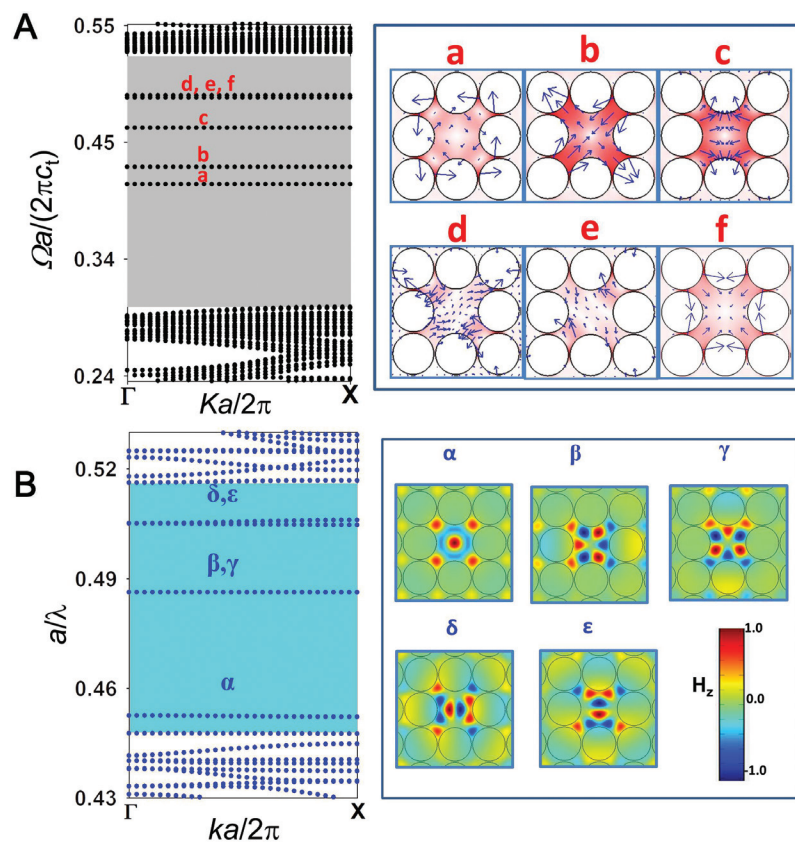 A
0.55
0.45
0.34
0.24
Ωa/(2πcₜ)
d, e, f
c
b
a
Γ
Ka/2π
X
a
b
c
d
e
f
B
0.52
0.49
0.46
0.43
a/λ
δ,ε
β,γ
α
Γ
ka/2π
X
α
β
γ
δ
ε
Hz
1.0
0.0
-1.0